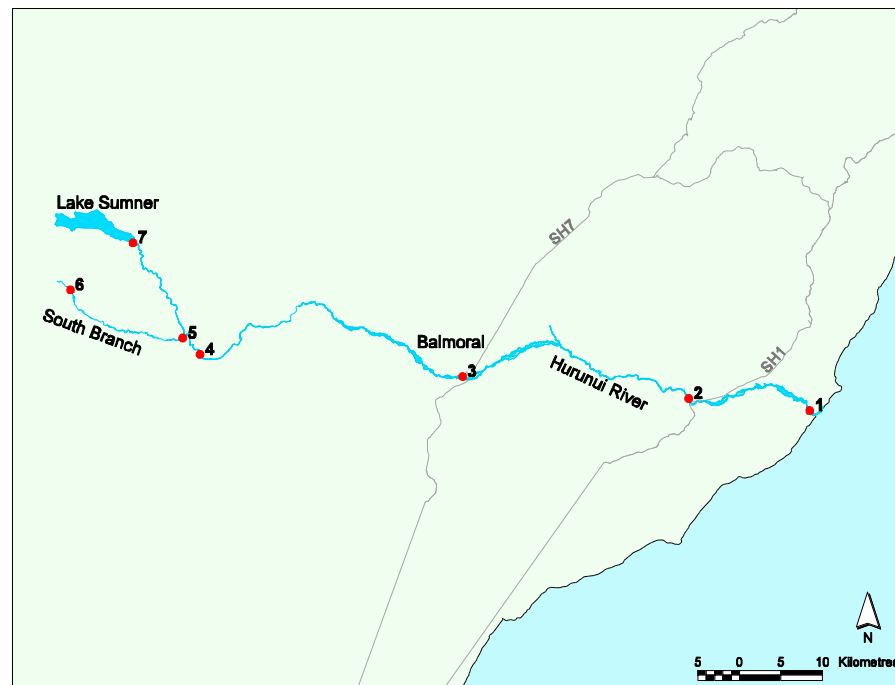 Lake Sumner
7
6
South Branch
5
4
SH7
Balmoral
3
Hurunui River
2
SH1
1
N
5 0 5 10 Kilometres